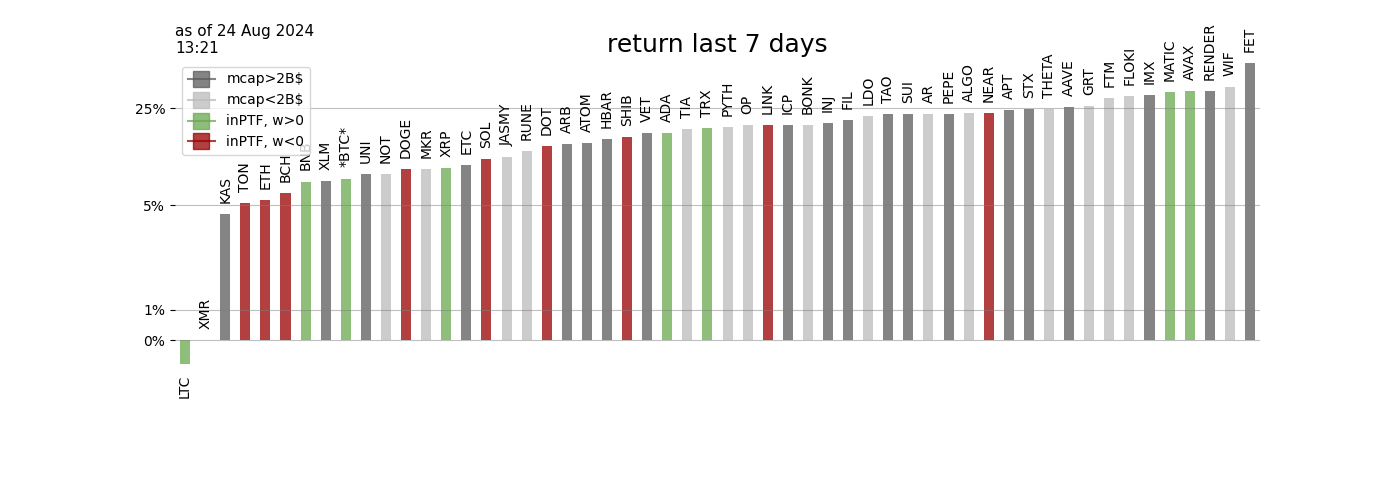 as of 24 Aug 2024
13:21
return last 7 days
mcap>2B$
mcap<2B$
inPTF, w>0
inPTF, w<0
25%
5%
1%
0%
LTC
XMR
KAS
TON
ETH
BCH
BNB
XLM
*BTC*
UNI
NOT
DOGE
MKR
XRP
ETC
SOL
JASMY
RUNE
DOT
ARB
ATOM
HBAR
SHIB
VET
ADA
TIA
TRX
PYTH
OP
LINK
ICP
BONK
INJ
FIL
LDO
TAO
SUI
AR
PEPE
ALGO
NEAR
APT
STX
THETA
AAVE
GRT
FTM
FLOKI
IMX
MATIC
AVAX
RENDER
WIF
FET